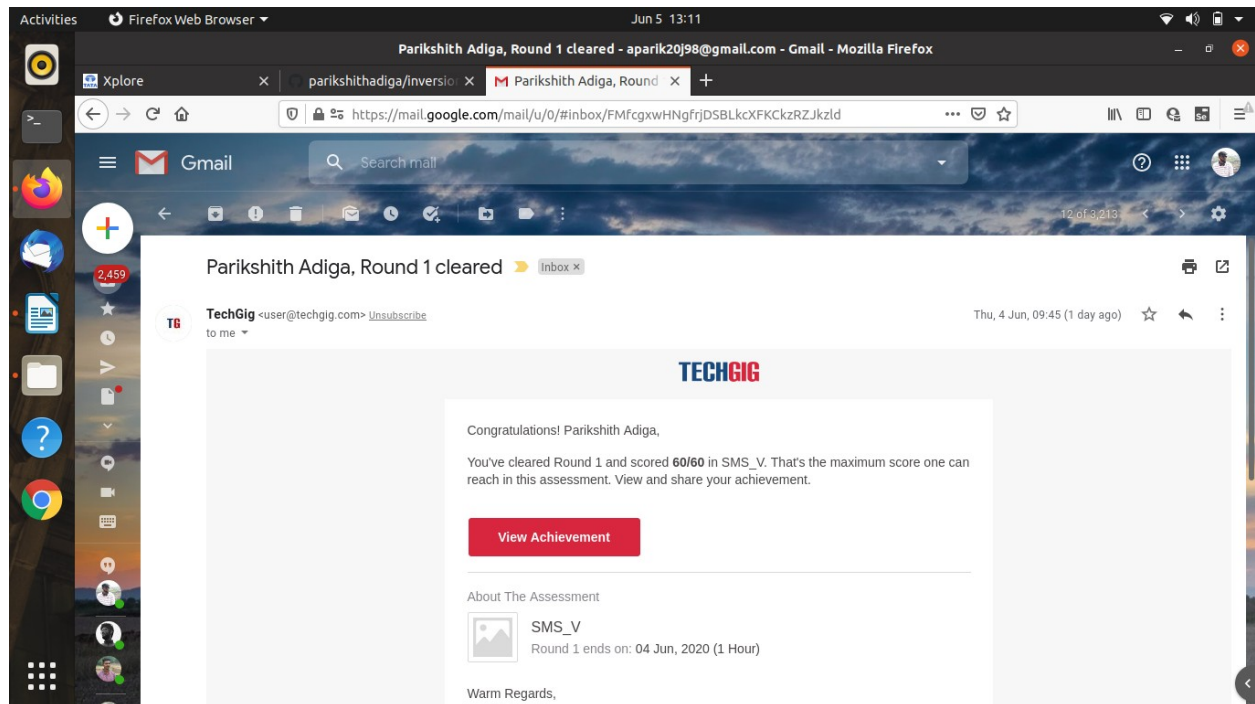 Activities Firefox Web Browser Jun 5 13:11
Parikshith Adiga, Round 1 cleared - aparik20j98@gmail.com - Gmail - Mozilla Firefox
Xplore parikshithadiga/inversio Parikshith Adiga, Round
https://mail.google.com/mail/u/0/#inbox/FMfcgxwHNgfrjDSBLkcXFKCkzRZJkzld
Gmail Search mail
12 of 3,213
Parikshith Adiga, Round 1 cleared Inbox ×
2,459
TG TechGig <user@techgig.com> Unsubscribe Thu, 4 Jun, 09:45 (1 day ago)
to me
TECHGIG
Congratulations! Parikshith Adiga,
You've cleared Round 1 and scored 60/60 in SMS_V. That's the maximum score one can
reach in this assessment. View and share your achievement.
View Achievement
About The Assessment
SMS_V
Round 1 ends on: 04 Jun, 2020 (1 Hour)
Warm Regards,